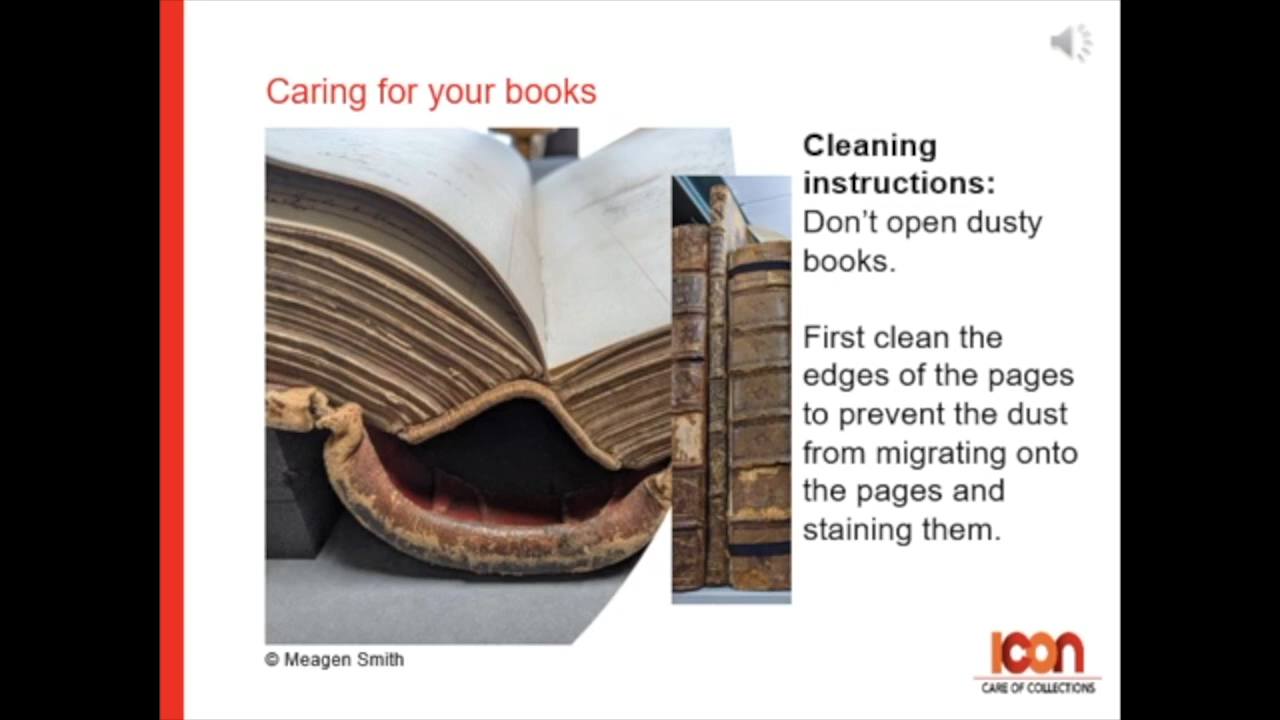 Caring for your books
Cleaning
instructions:
Don't open dusty
books.
First clean the
edges of the pages
to prevent the dust
from migrating onto
the pages and
staining them.
© Meagen Smith
Icon
CARE OF COLLECTIONS